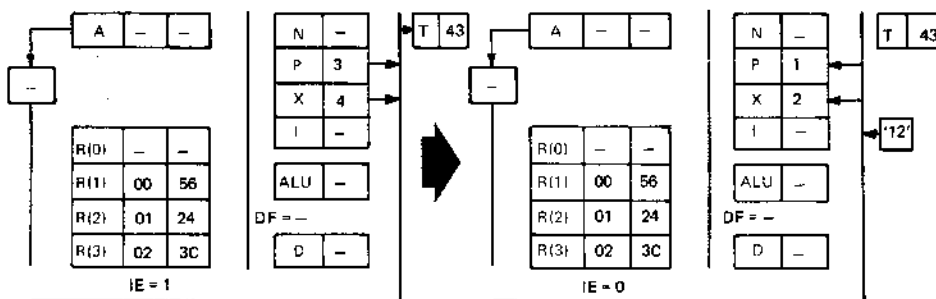 A – –
–
R(0) – –
R(1) 00 56
R(2) 01 24
R(3) 02 3C
IE = 1
N –
P 3
X 4
I –
ALU –
DF = –
D –
T 43
A – –
–
R(0) – –
R(1) 00 56
R(2) 01 24
R(3) 02 3C
IE = 0
N –
P 1
X 2
I –
ALU –
DF = –
D –
T 43
'12'